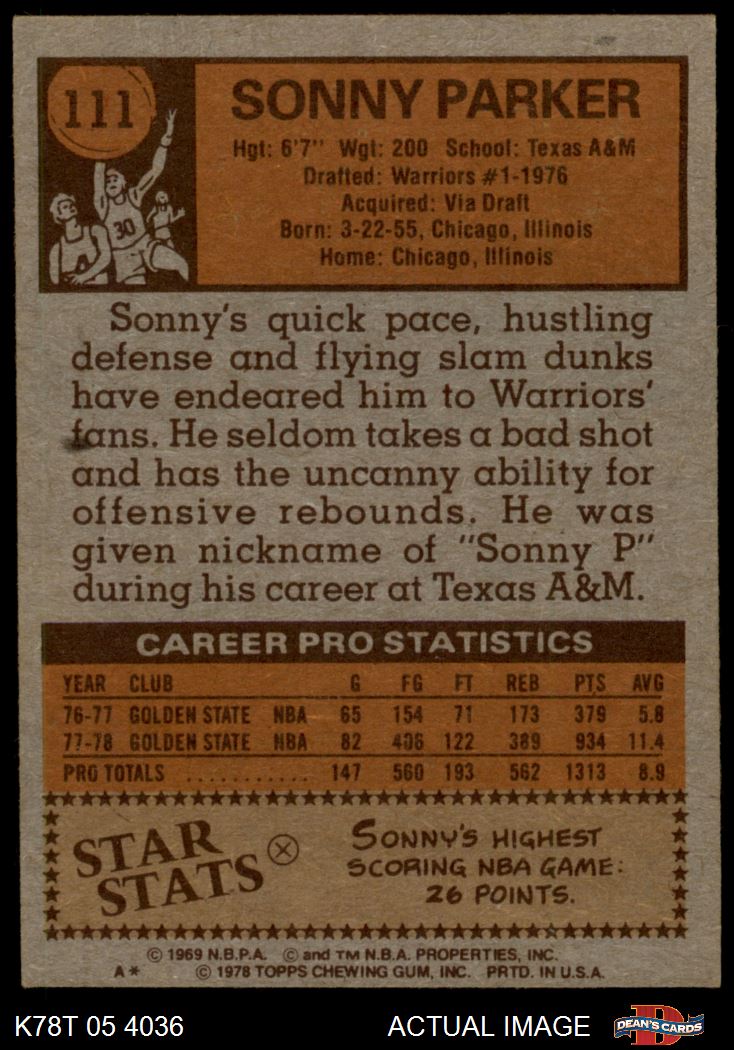 111
SONNY PARKER
Hgt: 6'7" Wgt: 200 School: Texas A&M
Drafted: Warriors #1-1976
Acquired: Via Draft
Born: 3-22-55, Chicago, Illinois
Home: Chicago, Illinois
30
Sonny's quick pace, hustling
defense and flying slam dunks
have endeared him to Warriors'
fans. He seldom takes a bad shot
and has the uncanny ability for
offensive rebounds. He was
given nickname of "Sonny P"
during his career at Texas A&M.
CAREER PRO STATISTICS
YEAR CLUB G FG FT REB PTS AVG
76-77 GOLDEN STATE NBA 65 154 71 173 379 5.8
77-78 GOLDEN STATE NBA 82 406 122 389 934 11.4
PRO TOTALS ........... 147 560 193 562 1313 8.9
STAR
STATS
SONNY'S HIGHEST
SCORING NBA GAME:
26 POINTS.
© 1969 N.B.P.A. © and TM N.B.A. PROPERTIES, INC.
A* © 1978 TOPPS CHEWING GUM, INC. PRTD. IN U.S.A.
K78T 05 4036 ACTUAL IMAGE
D
DEAN'S CARDS